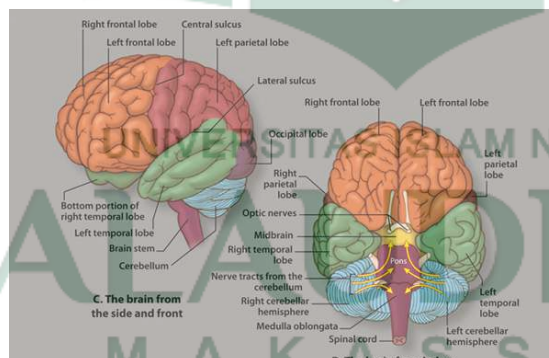 Right frontal lobe
Central sulcus
Left frontal lobe
Left parietal lobe
Lateral sulcus
Occipital lobe
Bottom portion of
right temporal lobe
Left temporal lobe
Brain stem
Cerebellum
C. The brain from
the side and front
Right frontal lobe
Left frontal lobe
Left
parietal
lobe
Right
parietal
lobe
Optic nerves
Midbrain
Right temporal
lobe
Pons
Nerve tracts from the
cerebellum
Right cerebellar
hemisphere
Medulla oblongata
Spinal cord
Left
temporal
lobe
Left cerebellar
hemisphere
UNIVERSITAS ISLAM N
ALAUD
M A K A S S